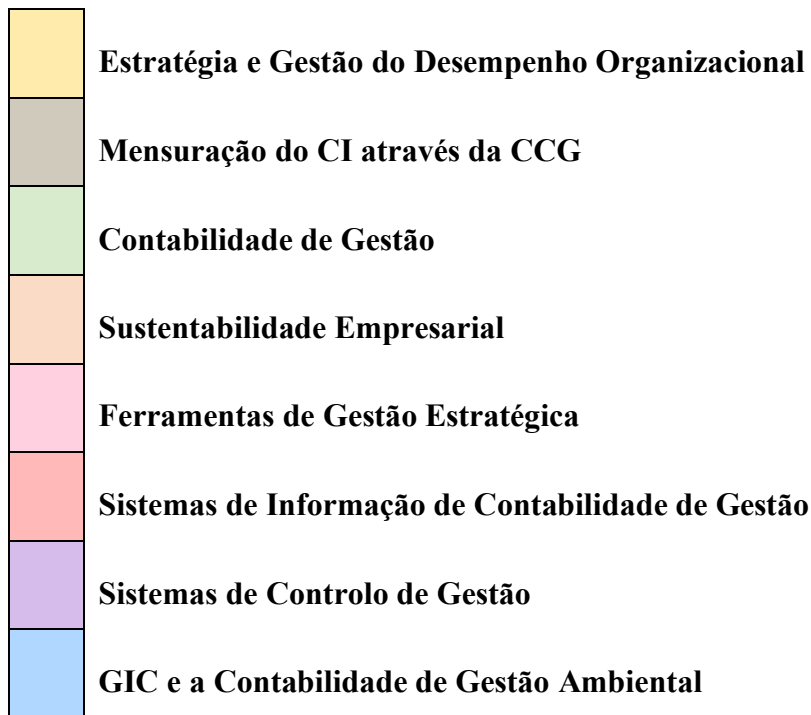 Estratégia e Gestão do Desempenho Organizacional
Mensuração do CI através da CCG
Contabilidade de Gestão
Sustentabilidade Empresarial
Ferramentas de Gestão Estratégica
Sistemas de Informação de Contabilidade de Gestão
Sistemas de Controlo de Gestão
GIC e a Contabilidade de Gestão Ambiental